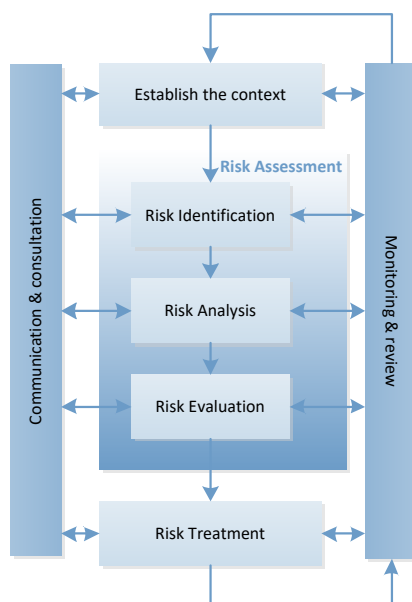 Establish the context
Risk Assessment
Risk Identification
Risk Analysis
Risk Evaluation
Risk Treatment
Communication & consultation
Monitoring & review